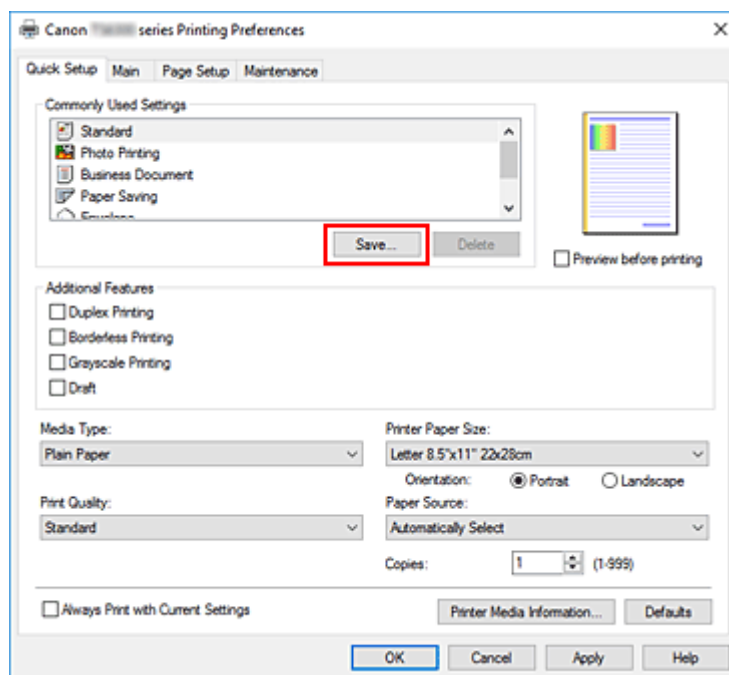 Canon series Printing Preferences
Quick Setup Main Page Setup Maintenance
Commonly Used Settings
Standard
Photo Printing
Business Document
Paper Saving
Envelope
Save... Delete
Preview before printing
Additional Features
Duplex Printing
Borderless Printing
Grayscale Printing
Draft
Media Type: Printer Paper Size:
Plain Paper Letter 8.5"x11" 22x28cm
Orientation: Portrait Landscape
Print Quality: Paper Source:
Standard Automatically Select
Copies: 1 (1-999)
Always Print with Current Settings Printer Media Information... Defaults
OK Cancel Apply Help